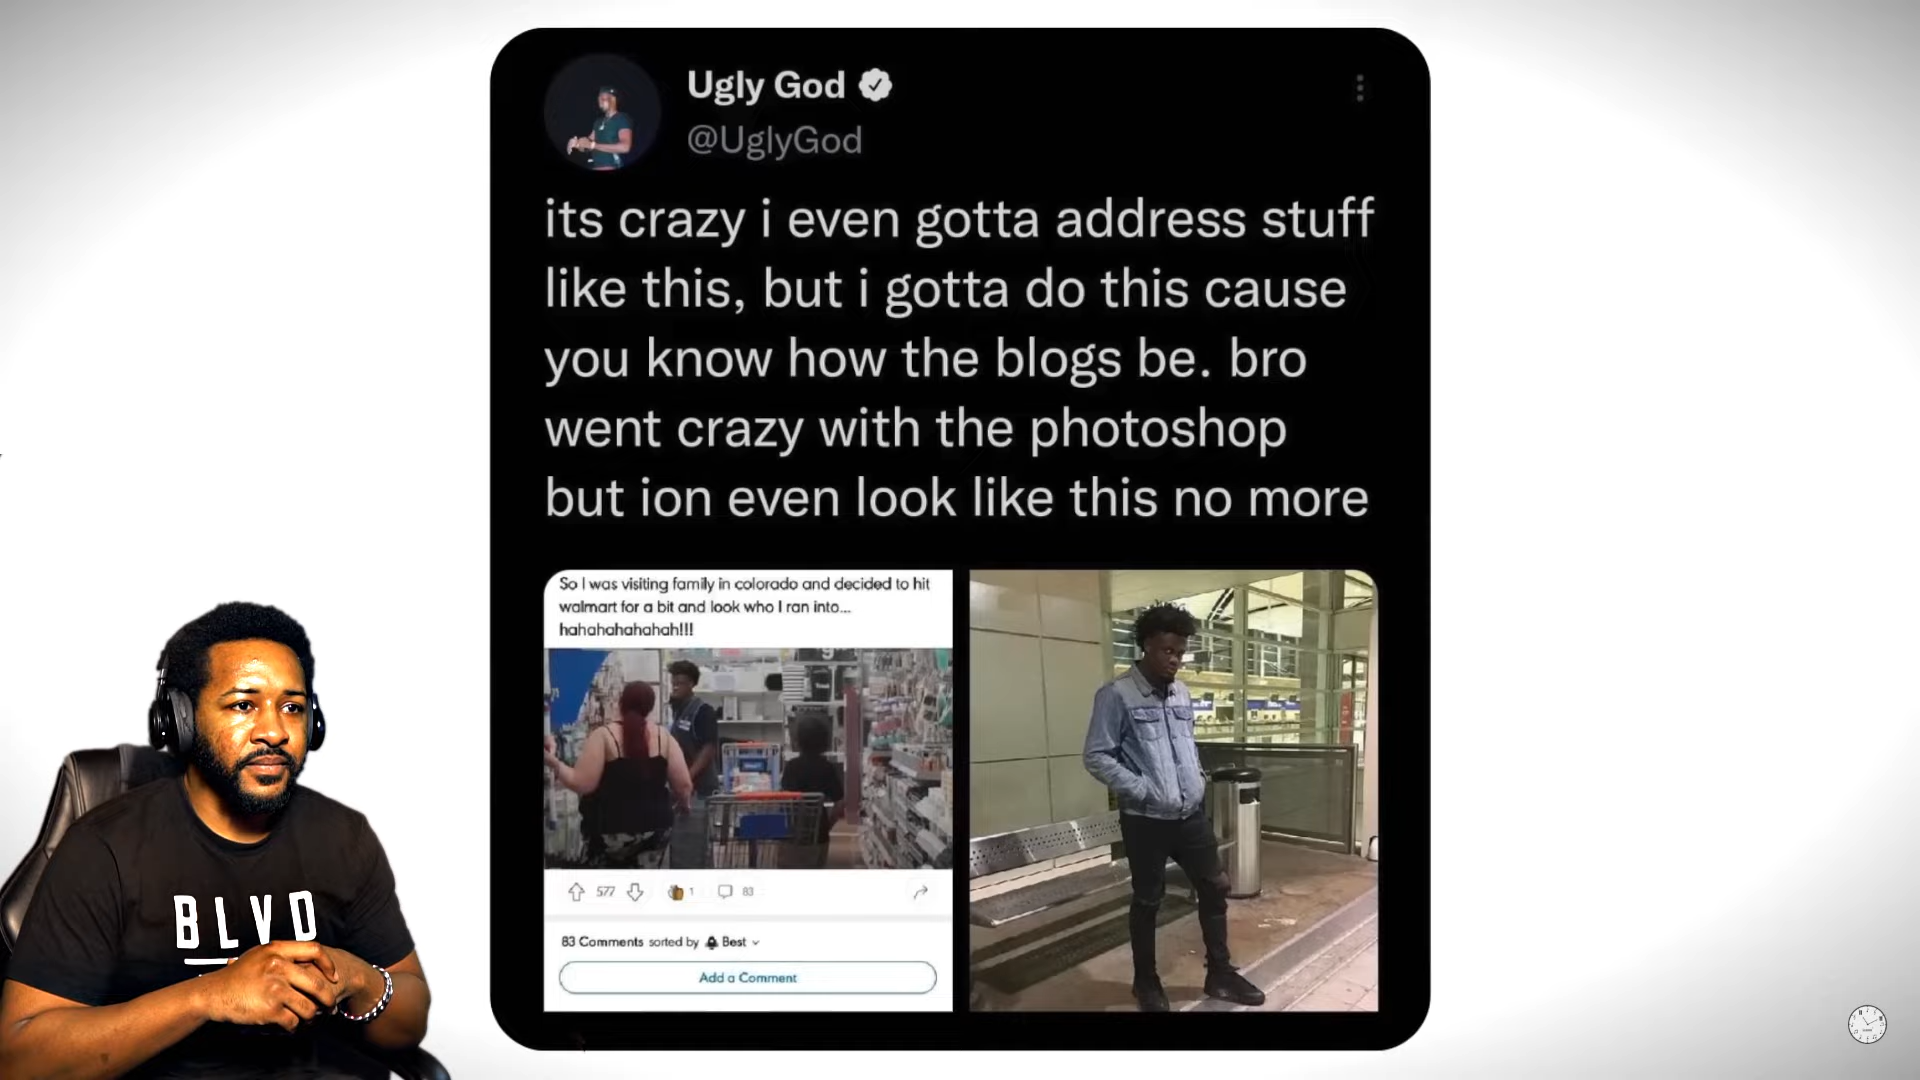 Ugly God
@UglyGod
its crazy i even gotta address stuff
like this, but i gotta do this cause
you know how the blogs be. bro
went crazy with the photoshop
but ion even look like this no more
So I was visiting family in colorado and decided to hit
walmart for a bit and look who I ran into...
hahahahahahah!!!
577
1
83
83 Comments sorted by Best
Add a Comment
BLVD